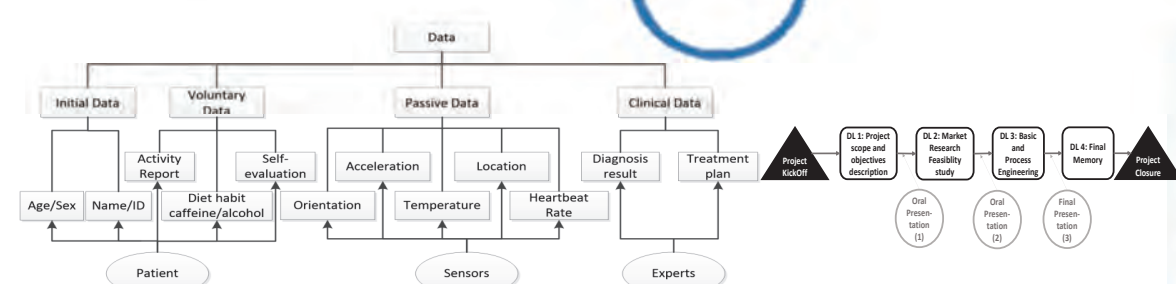 Data
Initial Data
Voluntary
Data
Passive Data
Clinical Data
Activity
Report
Self-
evaluation
Acceleration
Location
Diagnosis
result
Treatment
plan
Age/Sex
Name/ID
Diet habit
caffeine/alcohol
Orientation
Temperature
Heartbeat
Rate
Patient
Sensors
Experts
Project
KickOff
DL 1: Project
scope and
objectives
description
DL 2: Market
Research
Feasiblity
study
DL 3: Basic
and
Process
Engineering
DL 4: Final
Memory
Project
Closure
Oral
Presen-
tation
(1)
Oral
Presen-
tation
(2)
Final
Presen-
tation
(3)